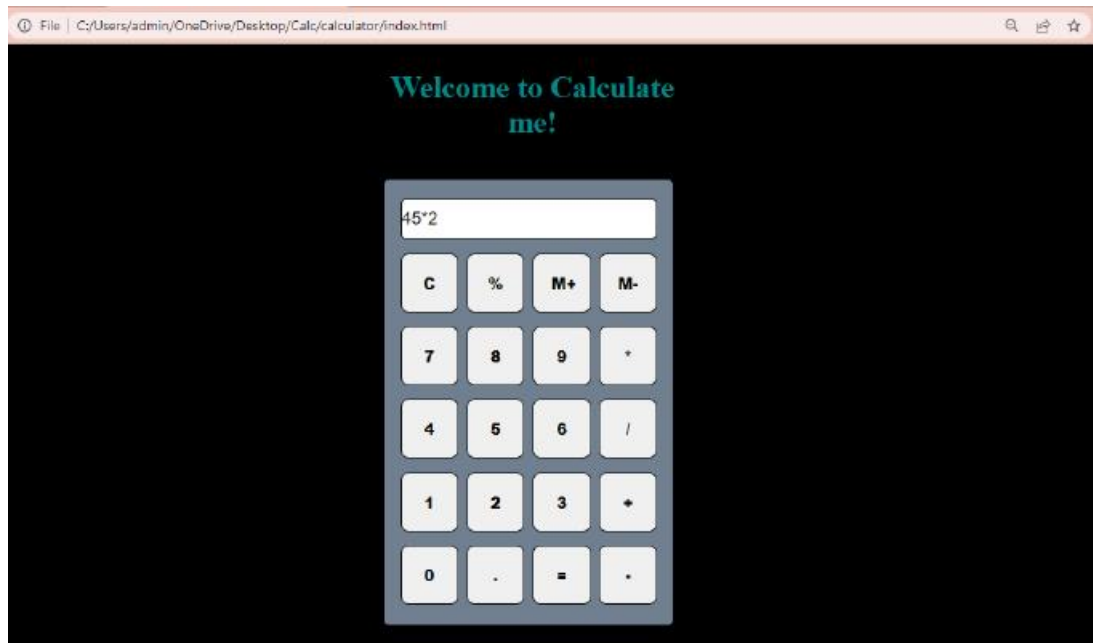 File | C:/Users/admin/OneDrive/Desktop/Calc/calculator/index.html
Welcome to Calculate
me!
45*2
C % M+ M-
7 8 9 *
4 5 6 /
1 2 3 +
0 . = -